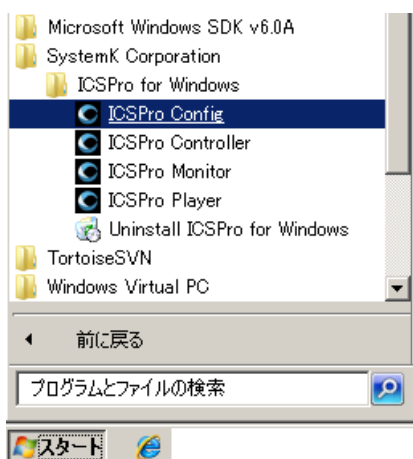 Microsoft Windows SDK v6.0A
SystemK Corporation
ICSPro for Windows
ICSPro Config
ICSPro Controller
ICSPro Monitor
ICSPro Player
Uninstall ICSPro for Windows
TortoiseSVN
Windows Virtual PC
前に戻る
プログラムとファイルの検索
スタート